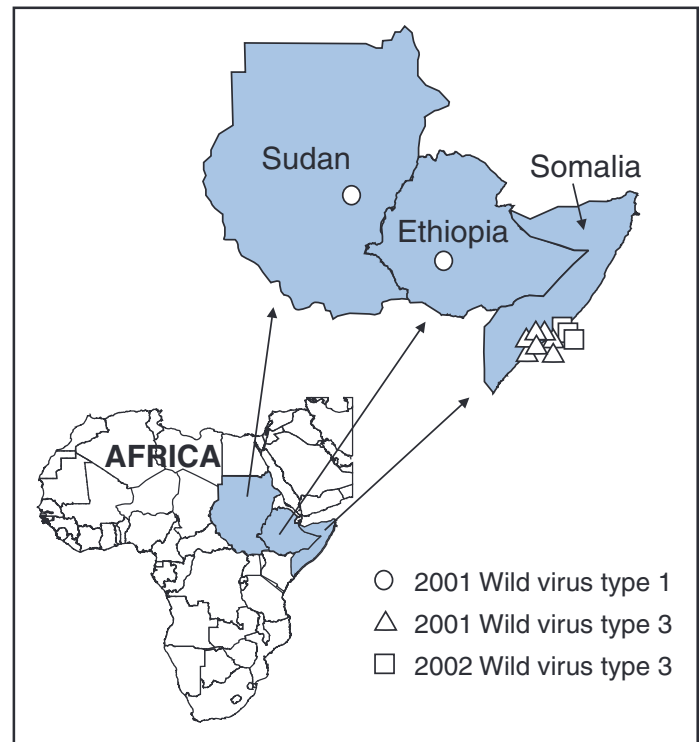 Sudan
Somalia
Ethiopia
AFRICA
2001 Wild virus type 1
2001 Wild virus type 3
2002 Wild virus type 3